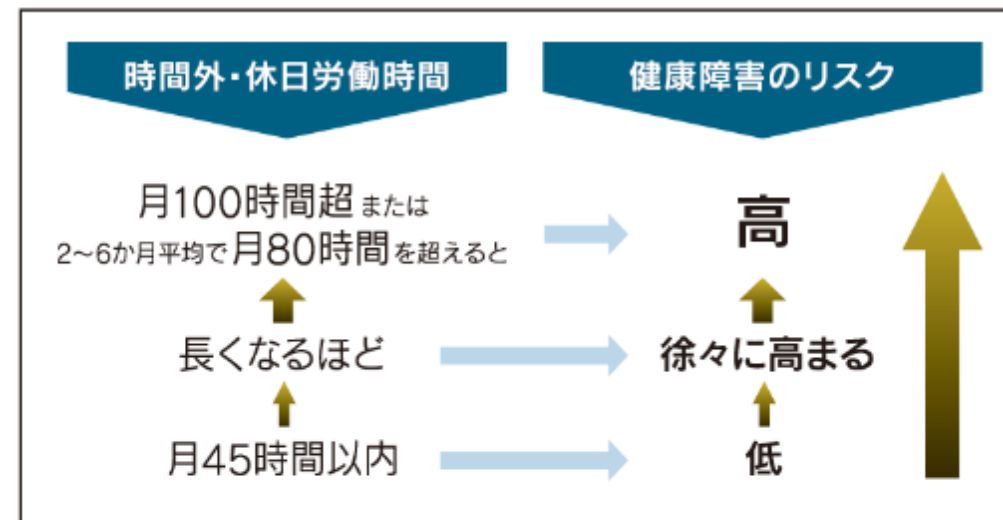 時間外・休日労働時間
健康障害のリスク
月100時間超または
2〜6か月平均で月80時間を超えると
高
長くなるほど
徐々に高まる
月45時間以内
低